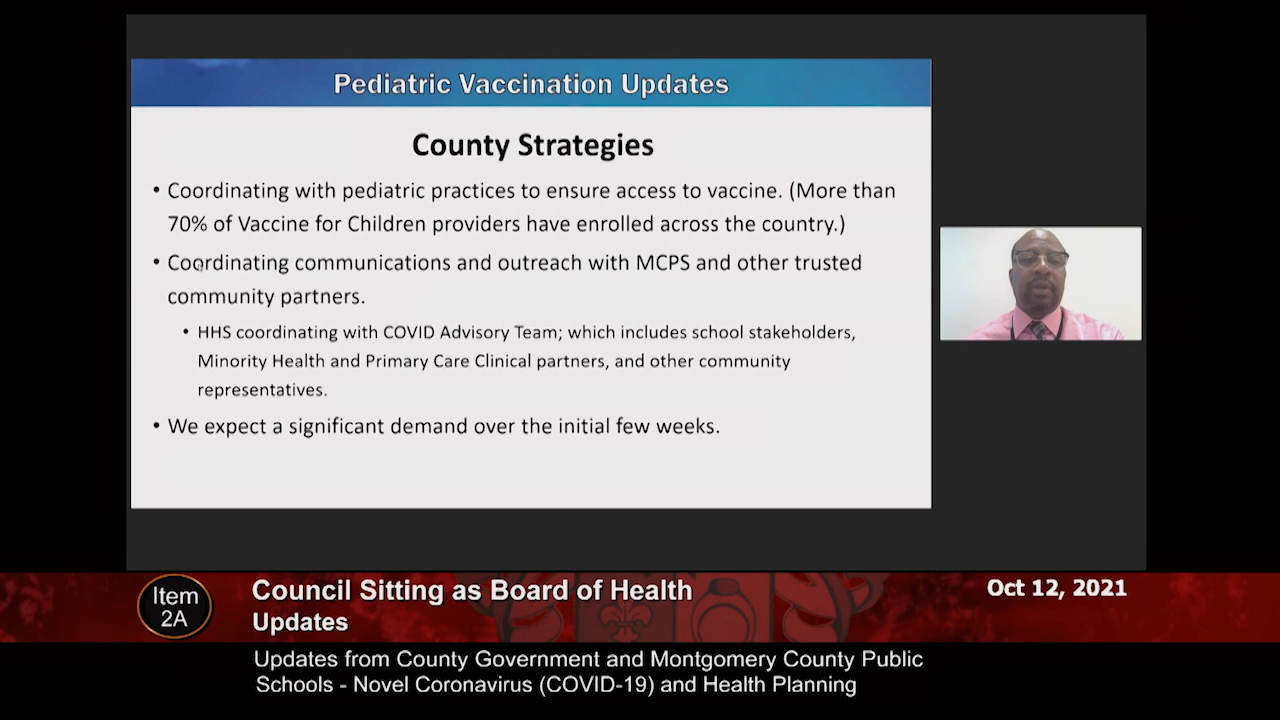 Pediatric Vaccination Updates
County Strategies
• Coordinating with pediatric practices to ensure access to vaccine. (More than
70% of Vaccine for Children providers have enrolled across the country.)
• Coordinating communications and outreach with MCPS and other trusted
community partners.
• HHS coordinating with COVID Advisory Team; which includes school stakeholders,
Minority Health and Primary Care Clinical partners, and other community
representatives.
• We expect a significant demand over the initial few weeks.
Item
2A
Council Sitting as Board of Health
Updates
Oct 12, 2021
Updates from County Government and Montgomery County Public
Schools - Novel Coronavirus (COVID-19) and Health Planning